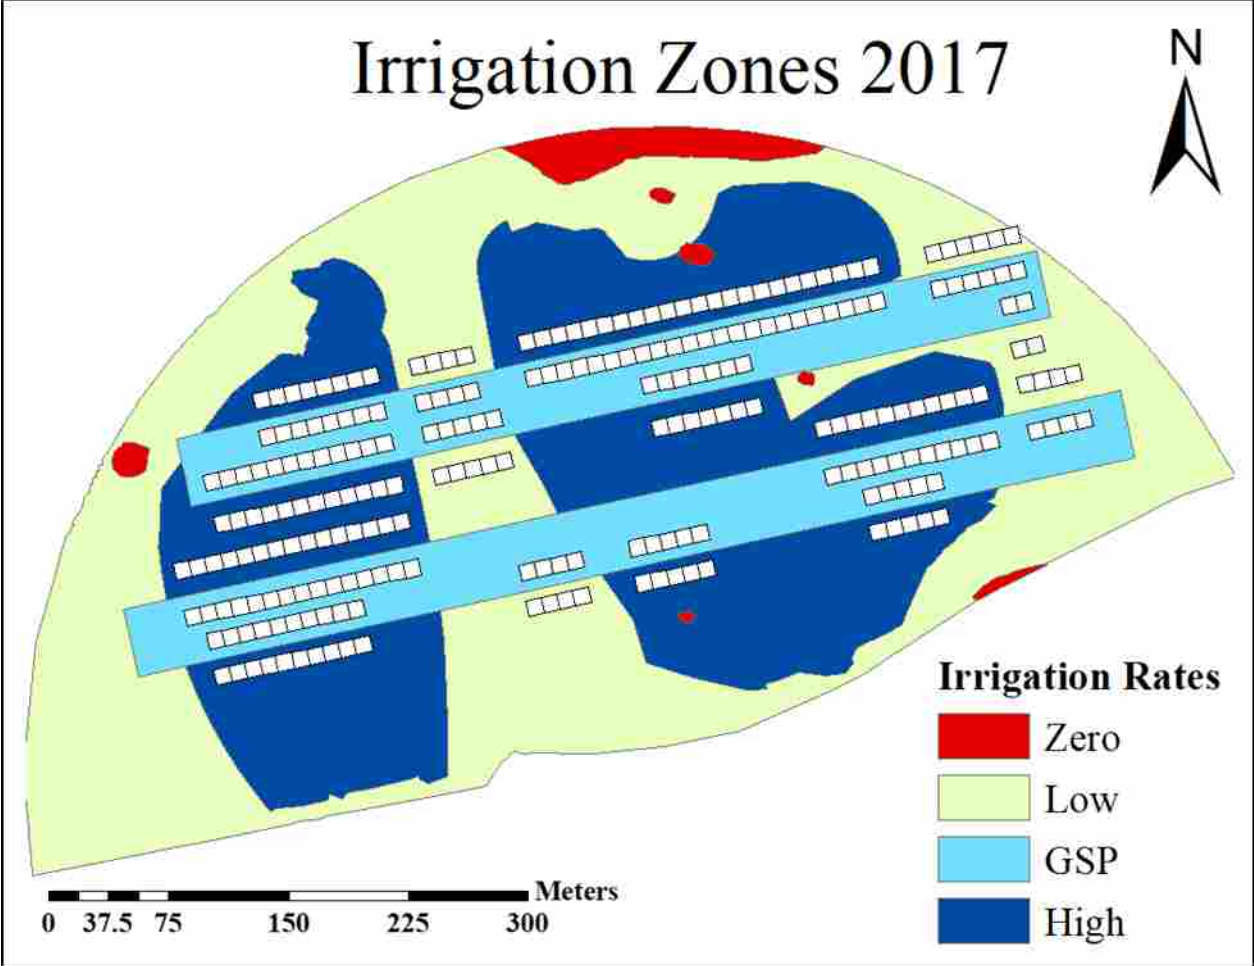 Irrigation Zones 2017
N
Irrigation Rates
Zero
Low
GSP
High
Meters
0 37.5 75 150 225 300